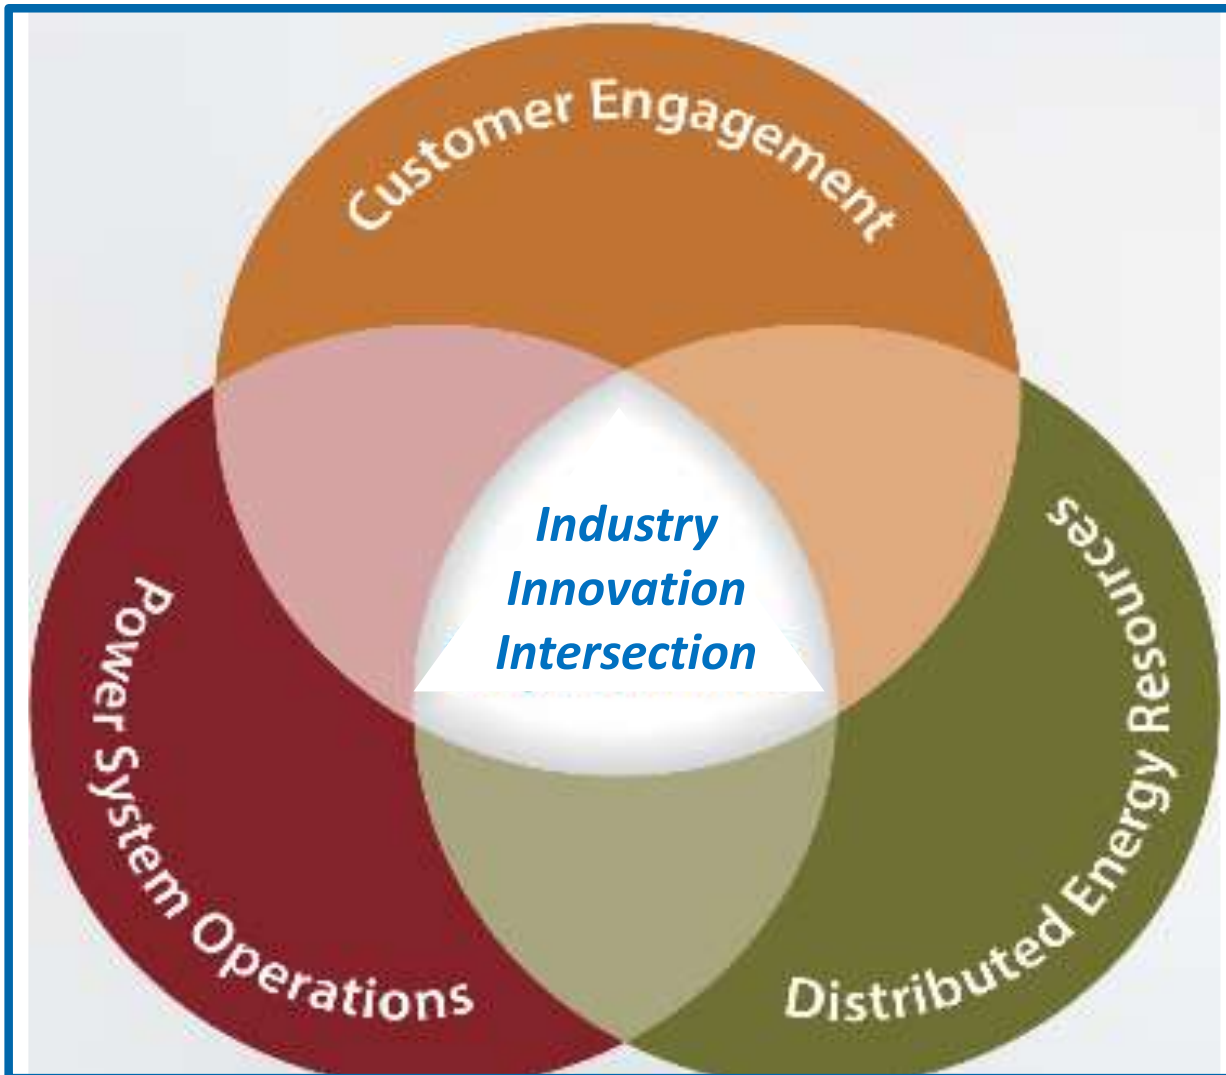 Customer Engagement
Industry
Innovation
Intersection
Power System Operations
Distributed Energy Resources